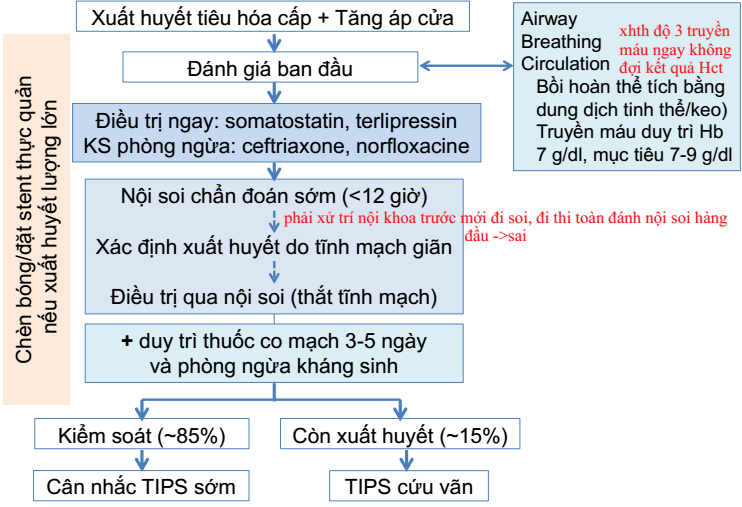 Xuất huyết tiêu hóa cấp + Tăng áp cửa
Đánh giá ban đầu
Airway
Breathing
Circulation
xhth độ 3 truyền
máu ngay không
đợi kết quả Hct
Bồi hoàn thể tích bằng
dung dịch tinh thể/keo)
Truyền máu duy trì Hb
7 g/dl, mục tiêu 7-9 g/dl
Chèn bóng/đặt stent thực quản
nếu xuất huyết lượng lớn
Điều trị ngay: somatostatin, terlipressin
KS phòng ngừa: ceftriaxone, norfloxacine
Nội soi chẩn đoán sớm (<12 giờ)
phải xử trí nội khoa trước mới đi soi, đi thi toàn đánh nội soi hàng
đầu ->sai
Xác định xuất huyết do tĩnh mạch giãn
Điều trị qua nội soi (thắt tĩnh mạch)
+ duy trì thuốc co mạch 3-5 ngày
và phòng ngừa kháng sinh
Kiểm soát (~85%)
Còn xuất huyết (~15%)
Cân nhắc TIPS sớm
TIPS cứu vãn